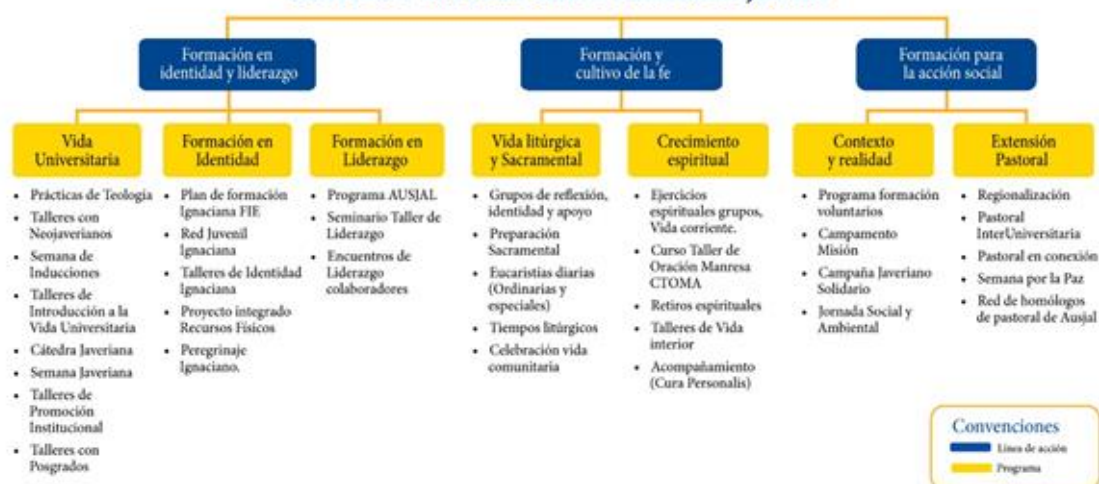 Formación en
identidad y liderazgo
Formación y
cultivo de la fe
Formación para
la acción social
Vida
Universitaria
Formación en
Identidad
Formación en
Liderazgo
Vida litúrgica
y Sacramental
Crecimiento
espiritual
Contexto
y realidad
Extensión
Pastoral
• Prácticas de Teología
• Talleres con
Neojaverianos
• Semana de
Inducciones
• Talleres de
Introducción a la
Vida Universitaria
• Cátedra Javeriana
• Semana Javeriana
• Talleres de
Promoción
Institucional
• Talleres con
Posgrados
• Plan de formación
Ignaciana FIE
• Red Juvenil
Ignaciana
• Talleres de Identidad
Ignaciana
• Proyecto integrado
Recursos Físicos
• Peregrinaje
Ignaciano.
• Programa AUSJAL
• Seminario Taller de
Liderazgo
• Encuentros de
Liderazgo
colaboradores
• Grupos de reflexión,
identidad y apoyo
• Preparación
Sacramental
• Eucaristias diarias
(Ordinarias y
especiales)
• Tiempos litúrgicos
• Celebración vida
comunitaria
• Ejercicios
espirituales grupos,
Vida corriente.
• Curso Taller de
Oración Manresa
CTOMA
• Retiros espirituales
• Talleres de Vida
interior
• Acompañamiento
(Cura Personalis)
• Programa formación
voluntarios
• Campamento
Misión
• Campaña Javeriano
Solidario
• Jornada Social y
Ambiental
• Regionalización
• Pastoral
InterUniversitaria
• Pastoral en conexión
• Semana por la Paz
• Red de homólogos
de pastoral de Ausjal
Convenciones
Línea de acción
Programa